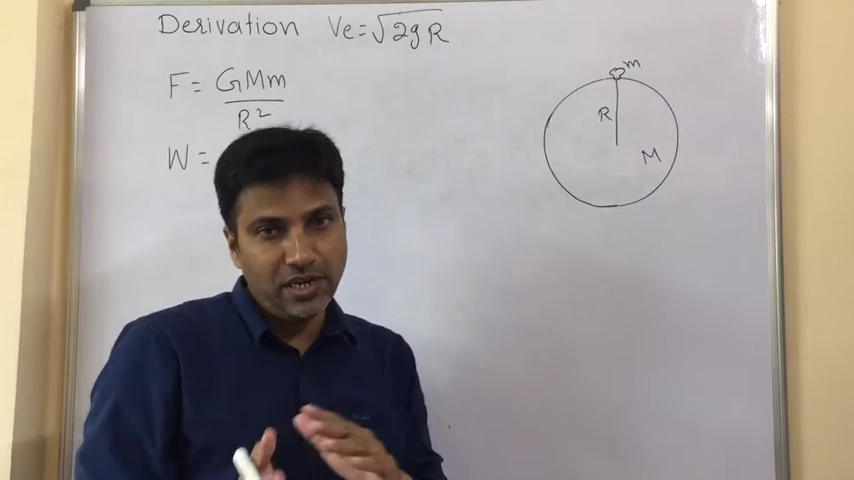 Derivation Ve=√2gR
F= GMm
R²
W=
m
R
M